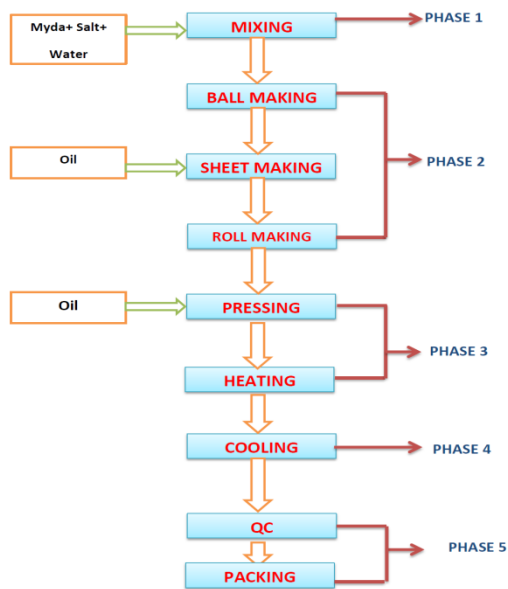 Myda+ Salt+
Water
MIXING
PHASE 1
BALL MAKING
Oil
SHEET MAKING
PHASE 2
ROLL MAKING
Oil
PRESSING
PHASE 3
HEATING
COOLING
PHASE 4
QC
PHASE 5
PACKING